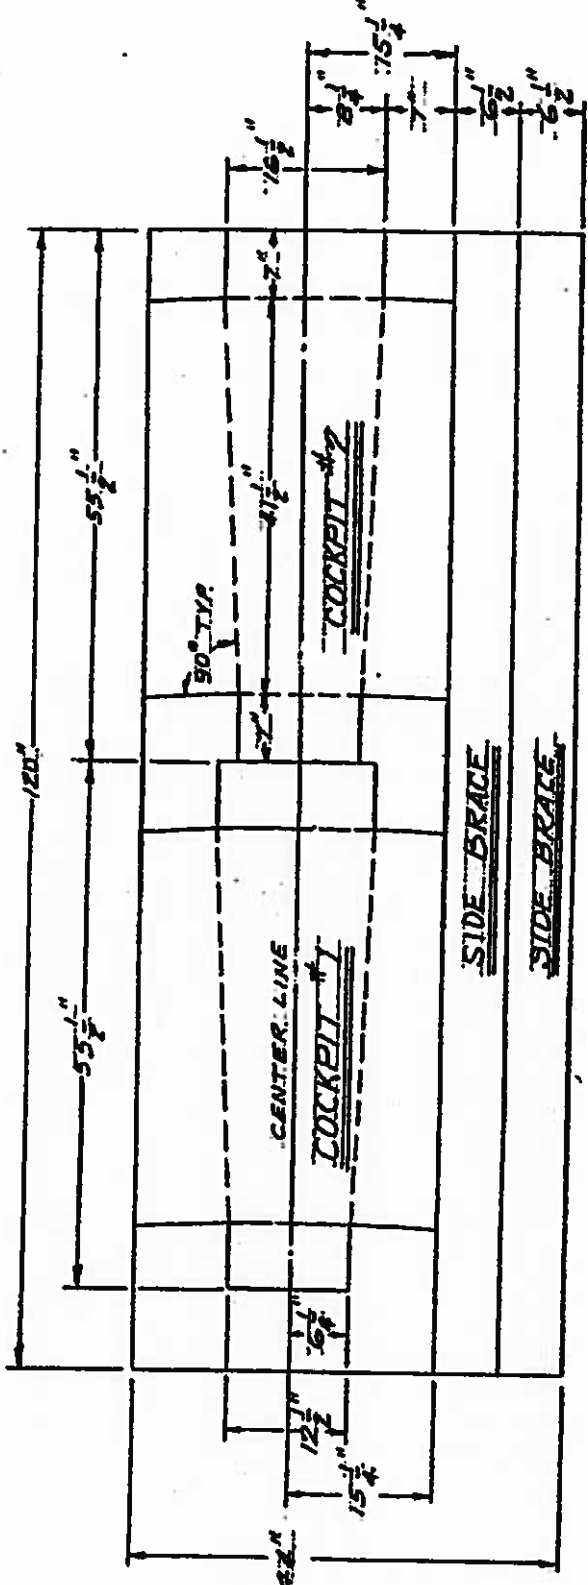 120"
55 1/2"
55 1/2"
16 1/2"
15 1/4"
8 1/4"
7"
6 1/2"
6 1/2"
7"
41 1/2"
7"
90° TYP.
COCKPIT #2
CENTER LINE
COCKPIT #1
SIDE BRACE
SIDE BRACE
6 1/4"
12 1/2"
15 1/4"